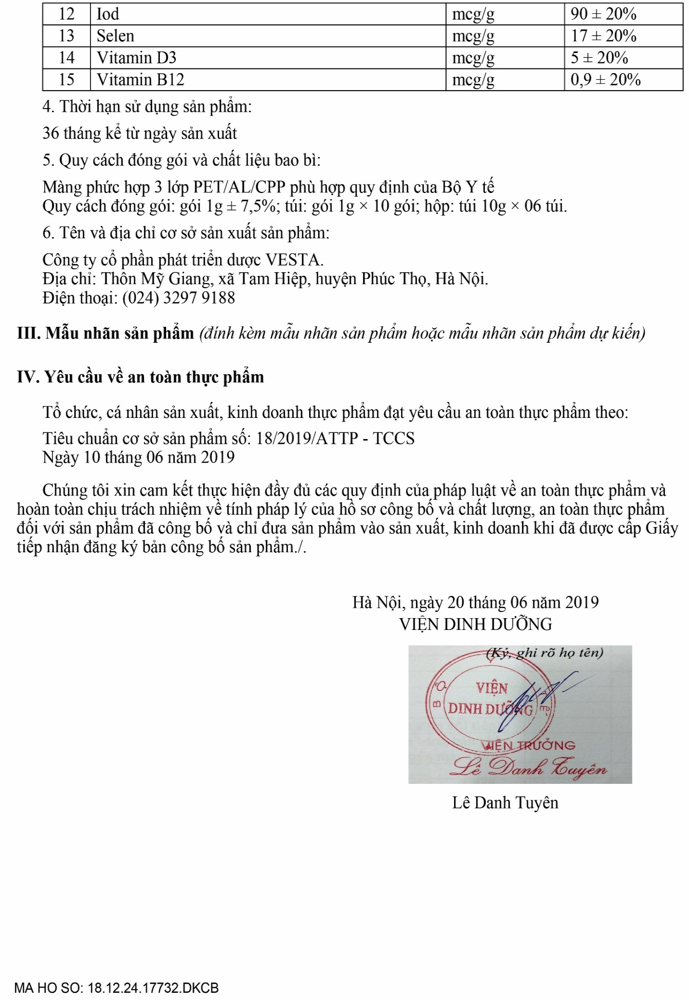 12 Iod mcg/g 90 ± 20%
13 Selen mcg/g 17 ± 20%
14 Vitamin D3 mcg/g 5 ± 20%
15 Vitamin B12 mcg/g 0,9 ± 20%
4. Thời hạn sử dụng sản phẩm:
36 tháng kể từ ngày sản xuất
5. Quy cách đóng gói và chất liệu bao bì:
Màng phức hợp 3 lớp PET/AL/CPP phù hợp quy định của Bộ Y tế
Quy cách đóng gói: gói 1g ± 7,5%; túi: gói 1g × 10 gói; hộp: túi 10g × 06 túi.
6. Tên và địa chỉ cơ sở sản xuất sản phẩm:
Công ty cổ phần phát triển dược VESTA.
Địa chỉ: Thôn Mỹ Giang, xã Tam Hiệp, huyện Phúc Thọ, Hà Nội.
Điện thoại: (024) 3297 9188
III. Mẫu nhãn sản phẩm (đính kèm mẫu nhãn sản phẩm hoặc mẫu nhãn sản phẩm dự kiến)
IV. Yêu cầu về an toàn thực phẩm
Tổ chức, cá nhân sản xuất, kinh doanh thực phẩm đạt yêu cầu an toàn thực phẩm theo:
Tiêu chuẩn cơ sở sản phẩm số: 18/2019/ATTP - TCCS
Ngày 10 tháng 06 năm 2019
Chúng tôi xin cam kết thực hiện đầy đủ các quy định của pháp luật về an toàn thực phẩm và
hoàn toàn chịu trách nhiệm về tính pháp lý của hồ sơ công bố và chất lượng, an toàn thực phẩm
đối với sản phẩm đã công bố và chỉ đưa sản phẩm vào sản xuất, kinh doanh khi đã được cấp Giấy
tiếp nhận đăng ký bản công bố sản phẩm./.
Hà Nội, ngày 20 tháng 06 năm 2019
VIỆN DINH DƯỠNG
(Ký, ghi rõ họ tên)
BỘ Y TẾ
VIỆN
DINH DƯỠNG
VIỆN TRƯỞNG
Lê Danh Tuyên
Lê Danh Tuyên
MA HO SO: 18.12.24.17732.DKCB